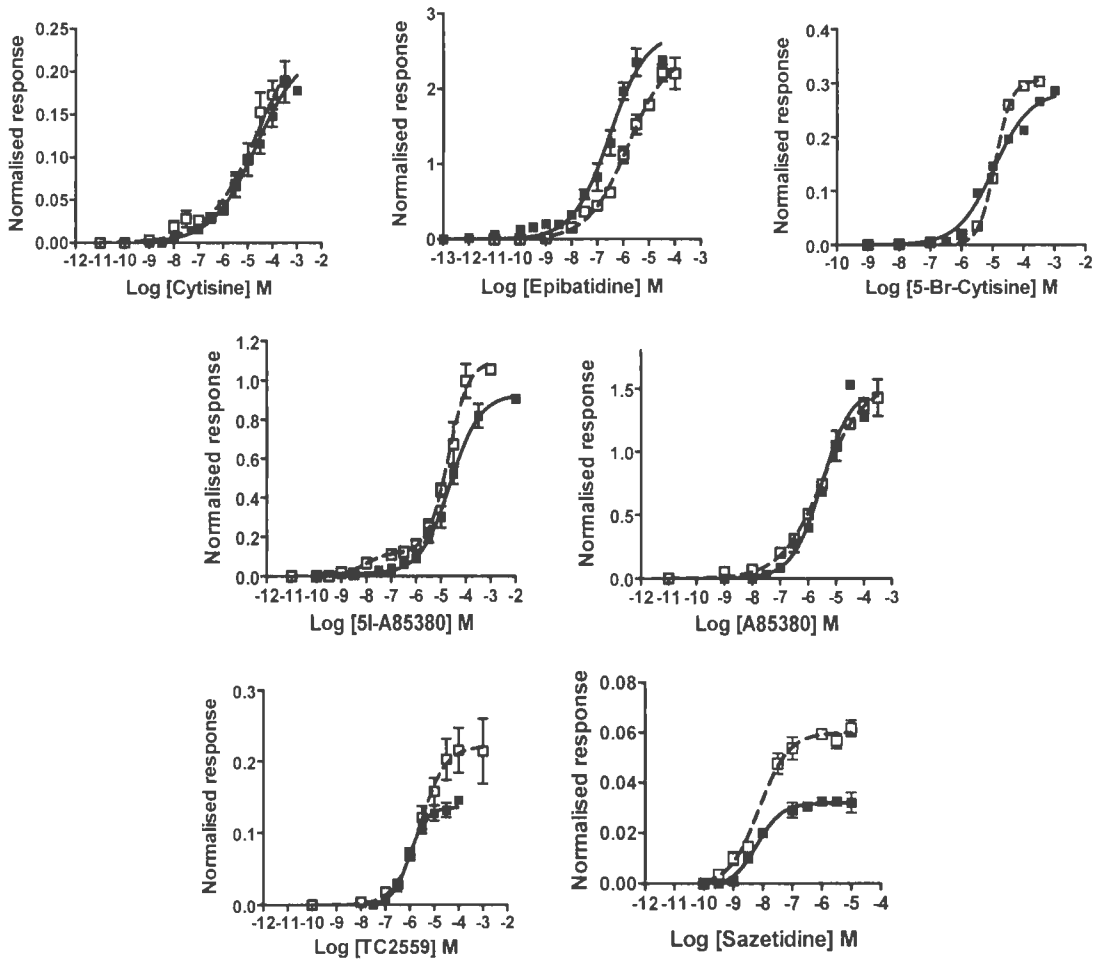 Normalised response
0.25
0.20
0.15
0.10
0.05
0.00
-12 -11 -10 -9 -8 -7 -6 -5 -4 -3 -2
Log [Cytisine] M
Normalised response
3
2
1
0
-13 -12 -11 -10 -9 -8 -7 -6 -5 -4 -3
Log [Epibatidine] M
Normalised response
0.4
0.3
0.2
0.1
0.0
-10 -9 -8 -7 -6 -5 -4 -3 -2
Log [5-Br-Cytisine] M
Normalised response
1.2
1.0
0.8
0.6
0.4
0.2
0.0
-12 -11 -10 -9 -8 -7 -6 -5 -4 -3 -2
Log [5I-A85380] M
Normalised response
1.5
1.0
0.5
0.0
-12 -11 -10 -9 -8 -7 -6 -5 -4 -3
Log [A85380] M
Normalised response
0.3
0.2
0.1
0.0
-12 -11 -10 -9 -8 -7 -6 -5 -4 -3 -2
Log [TC2559] M
Normalised response
0.08
0.06
0.04
0.02
0.00
-12 -11 -10 -9 -8 -7 -6 -5 -4
Log [Sazetidine] M